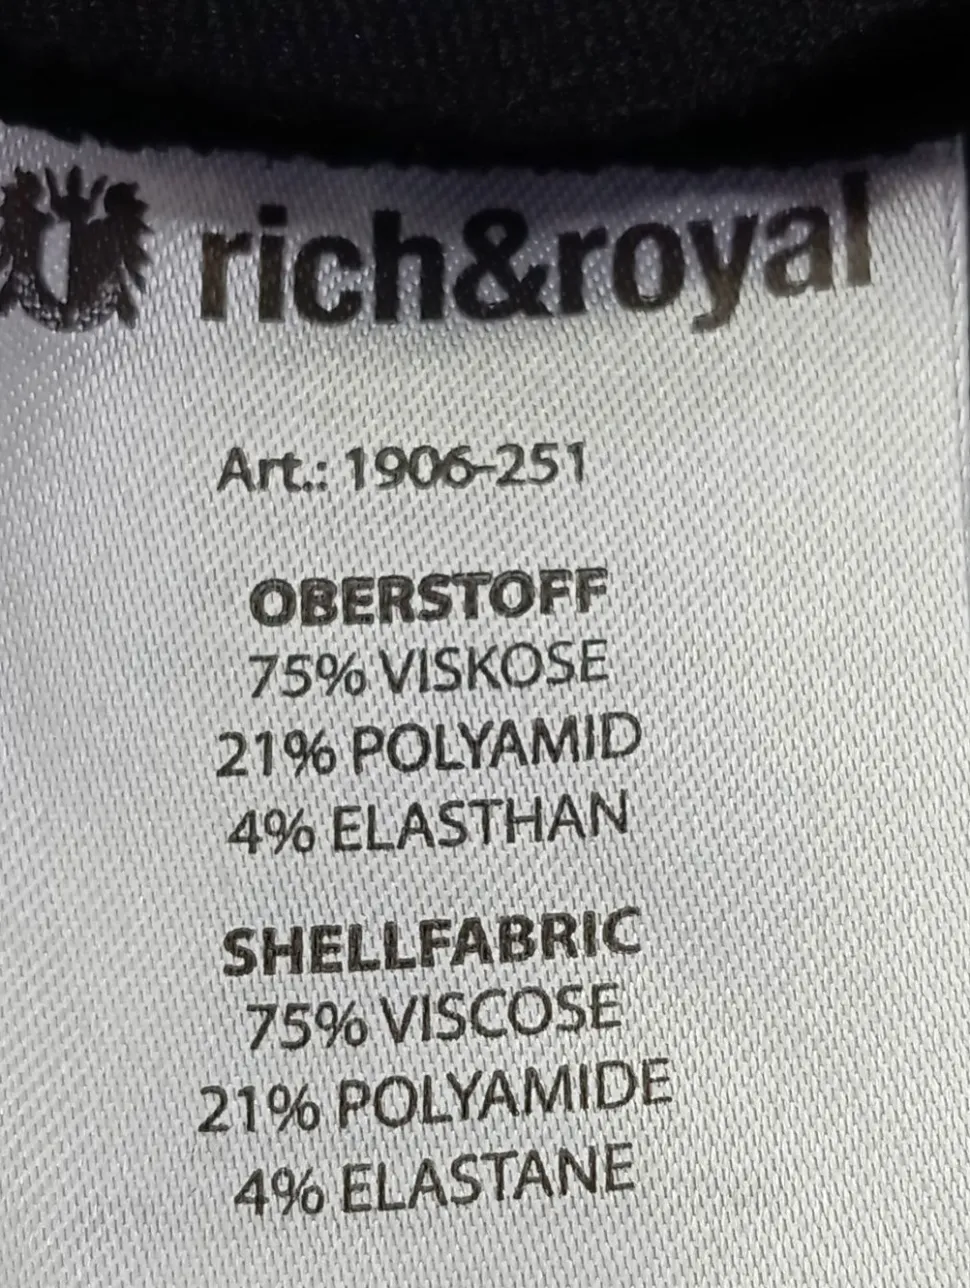 rich&royal
Art.: 1906-251
OBERSTOFF
75% VISKOSE
21% POLYAMID
4% ELASTHAN
SHELLFABRIC
75% VISCOSE
21% POLYAMIDE
4% ELASTANE